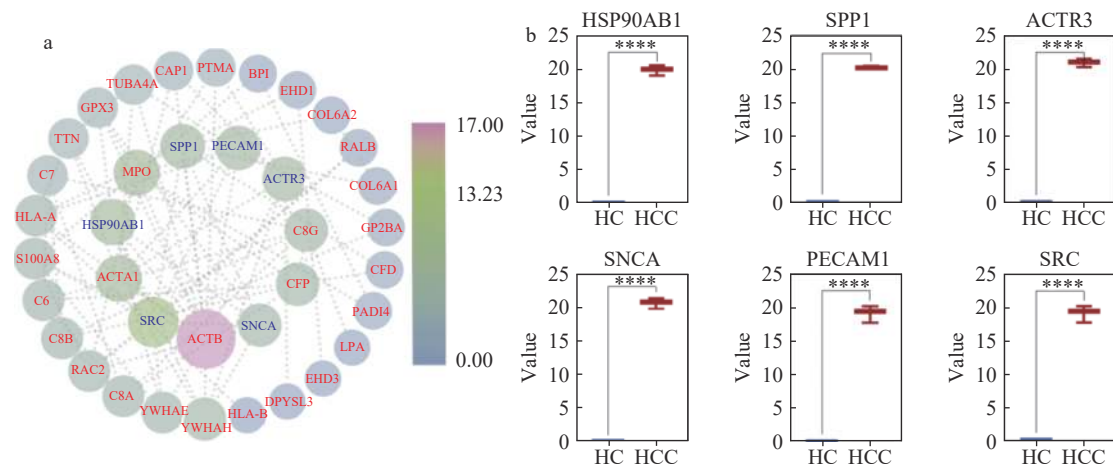 a
CAP1
PTMA
BPI
TUBA4A
EHD1
GPX3
COL6A2
TTN
RALB
C7
COL6A1
HLA-A
GP2BA
S100A8
CFD
C6
PADI4
C8B
LPA
RAC2
EHD3
C8A
DPYSL3
YWHAE
HLA-B
YWHAH
SPP1
PECAM1
MPO
ACTR3
HSP90AB1
C8G
ACTA1
CFP
SRC
SNCA
ACTB
17.00
13.23
0.00
b
HSP90AB1
25
20
15
10
5
0
Value
****
HC HCC
SPP1
25
20
15
10
5
0
Value
****
HC HCC
ACTR3
25
20
15
10
5
0
Value
****
HC HCC
SNCA
25
20
15
10
5
0
Value
****
HC HCC
PECAM1
25
20
15
10
5
0
Value
****
HC HCC
SRC
25
20
15
10
5
0
Value
****
HC HCC